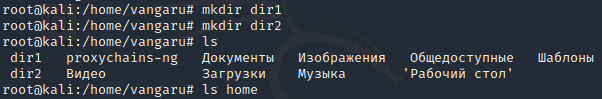 root@kali:/home/vangaru# mkdir dir1
root@kali:/home/vangaru# mkdir dir2
root@kali:/home/vangaru# ls
dir1 proxychains-ng Документы Изображения Общедоступные Шаблоны
dir2 Видео Загрузки Музыка 'Рабочий стол'
root@kali:/home/vangaru# ls home